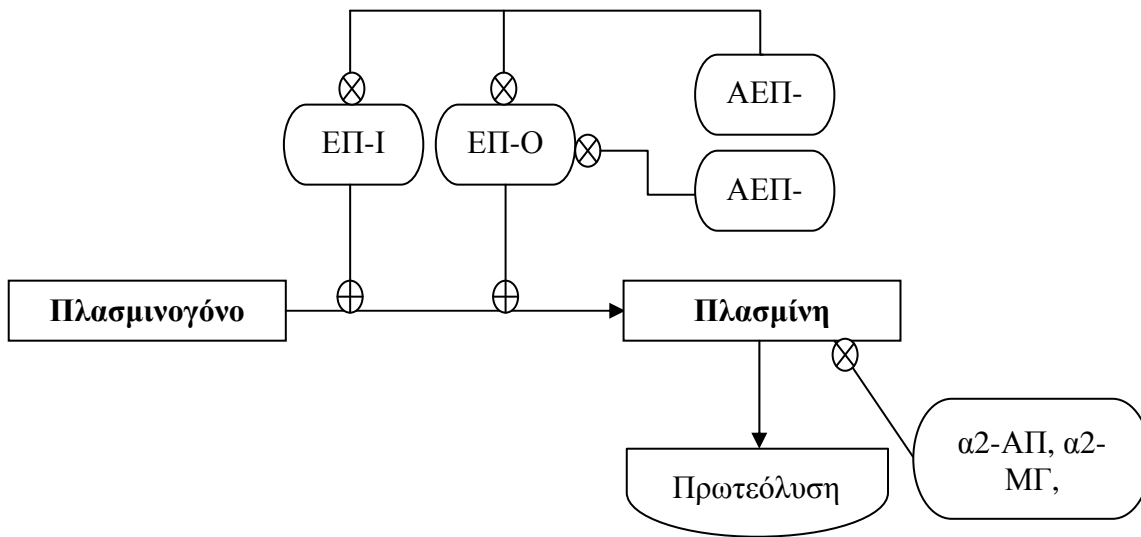 ΑΕΠ-
ΕΠ-Ι
ΕΠ-Ο
ΑΕΠ-
Πλασμινογόνο
Πλασμίνη
α2-ΑΠ, α2-
ΜΓ,
Πρωτεόλυση